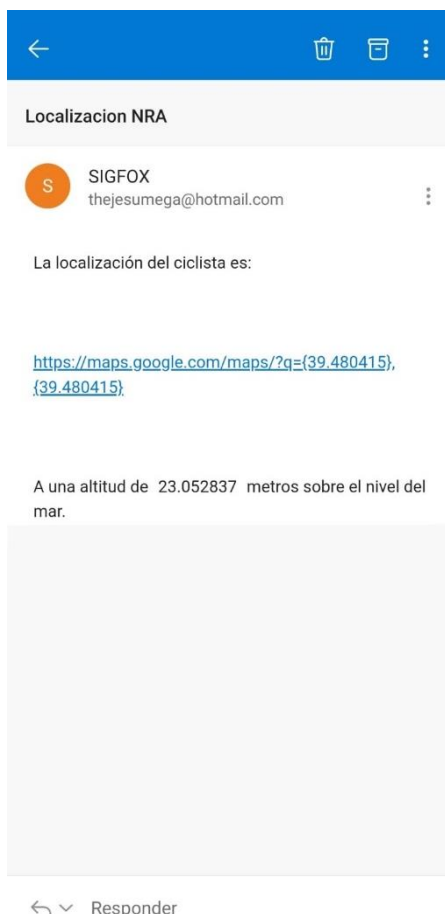 Localizacion NRA
S
SIGFOX
thejesumega@hotmail.com
La localización del ciclista es:
https://maps.google.com/maps/?q={39.480415},
{39.480415}
A una altitud de 23.052837 metros sobre el nivel del
mar.
Responder